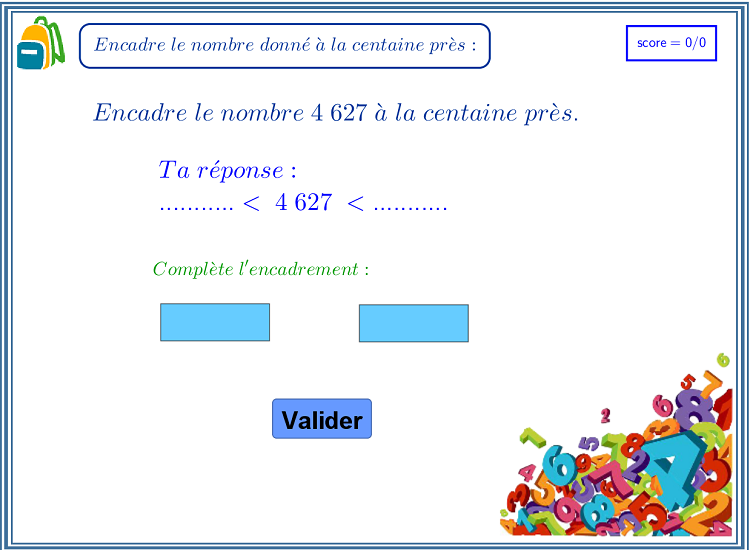 Encadre le nombre donné à la centaine près :
score = 0/0
Encadre le nombre 4 627 à la centaine près.
Ta réponse :
........... < 4 627 < ...........
Complète l'encadrement :
Valider